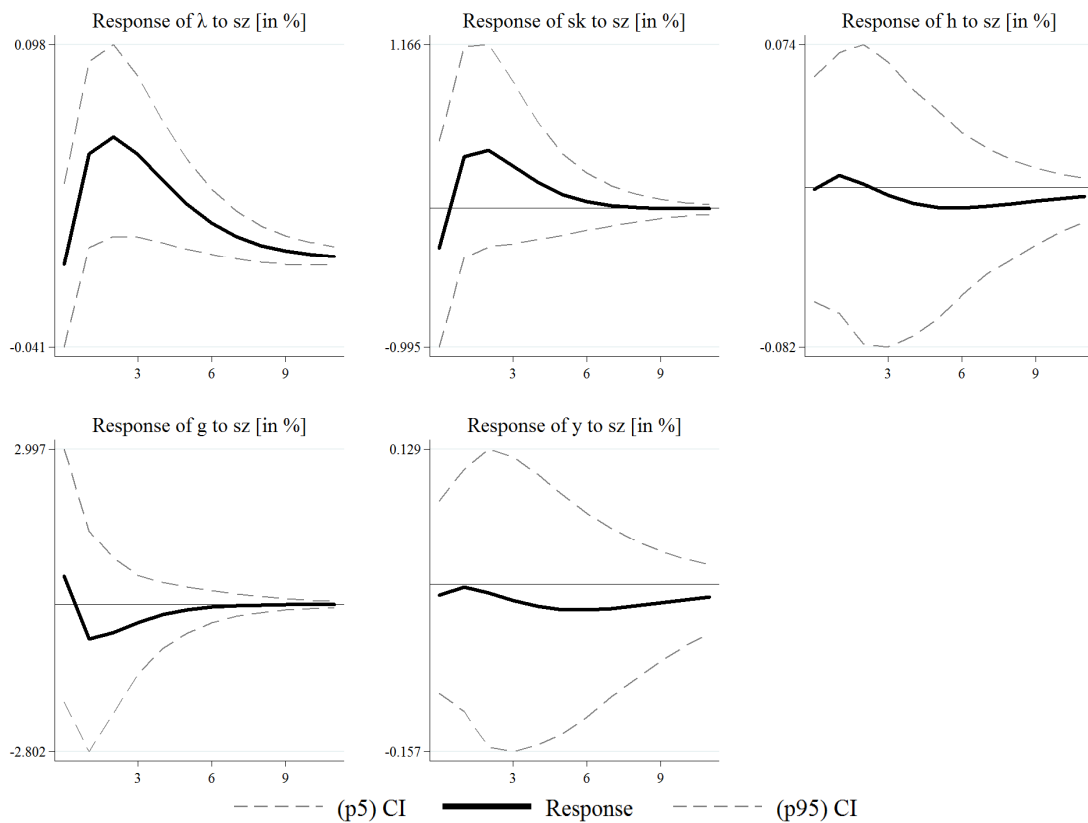 Response of λ to sz [in %]
0.098
-0.041
3 6 9
Response of sk to sz [in %]
1.166
-0.995
3 6 9
Response of h to sz [in %]
0.074
-0.082
3 6 9
Response of g to sz [in %]
2.997
-2.802
3 6 9
Response of y to sz [in %]
0.129
-0.157
3 6 9
(p5) CI Response (p95) CI